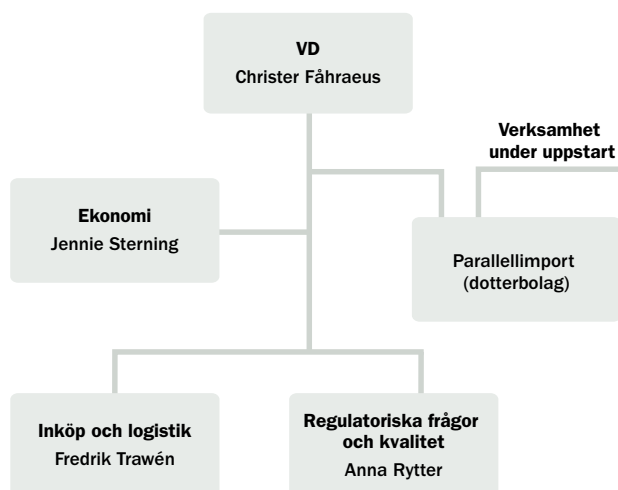 VD
Christer Fåhraeus
Verksamhet
under uppstart
Ekonomi
Jennie Sterning
Parallellimport
(dotterbolag)
Inköp och logistik
Fredrik Trawén
Regulatoriska frågor
och kvalitet
Anna Rytter